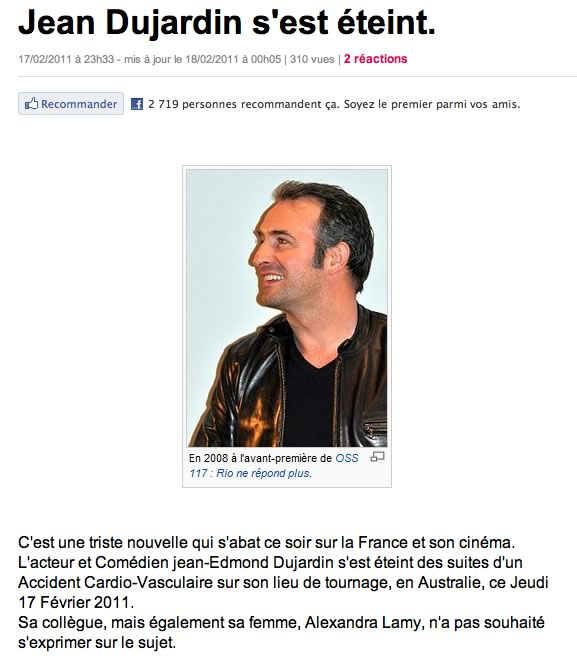 Jean Dujardin s'est éteint.
17/02/2011 à 23h33 - mis à jour le 18/02/2011 à 00h05 | 310 vues | 2 réactions
Recommander 2 719 personnes recommandent ça. Soyez le premier parmi vos amis.
En 2008 à l'avant-première de OSS
117 : Rio ne répond plus.
C'est une triste nouvelle qui s'abat ce soir sur la France et son cinéma.
L'acteur et Comédien jean-Edmond Dujardin s'est éteint des suites d'un
Accident Cardio-Vasculaire sur son lieu de tournage, en Australie, ce Jeudi
17 Février 2011.
Sa collègue, mais également sa femme, Alexandra Lamy, n'a pas souhaité
s'exprimer sur le sujet.